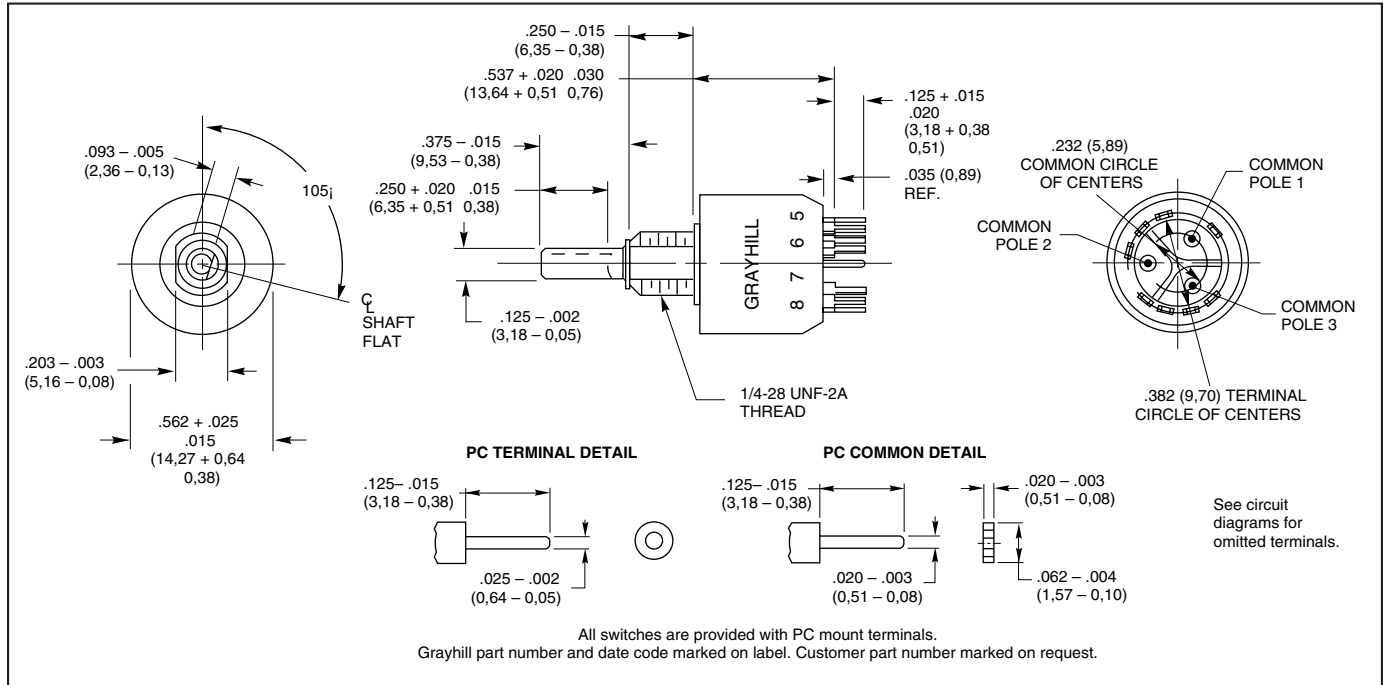 .250 – .015
(6,35 – 0,38)
.537 + .020 .030
(13,64 + 0,51 0,76)
.125 + .015
.020
(3,18 + 0,38
0,51)
.035 (0,89)
REF.
.375 – .015
(9,53 – 0,38)
.250 + .020 .015
(6,35 + 0,51 0,38)
.093 – .005
(2,36 – 0,13)
105¡
CL
SHAFT
FLAT
.203 – .003
(5,16 – 0,08)
.562 + .025
.015
(14,27 + 0,64
0,38)
.125 – .002
(3,18 – 0,05)
GRAYHILL
5
6
7
8
1/4-28 UNF-2A
THREAD
.232 (5,89)
COMMON CIRCLE
OF CENTERS
COMMON
POLE 1
COMMON
POLE 2
COMMON
POLE 3
.382 (9,70) TERMINAL
CIRCLE OF CENTERS
PC TERMINAL DETAIL
.125– .015
(3,18 – 0,38)
.025 – .002
(0,64 – 0,05)
PC COMMON DETAIL
.125– .015
(3,18 – 0,38)
.020 – .003
(0,51 – 0,08)
.020 – .003
(0,51 – 0,08)
.062 – .004
(1,57 – 0,10)
See circuit
diagrams for
omitted terminals.
All switches are provided with PC mount terminals.
Grayhill part number and date code marked on label. Customer part number marked on request.